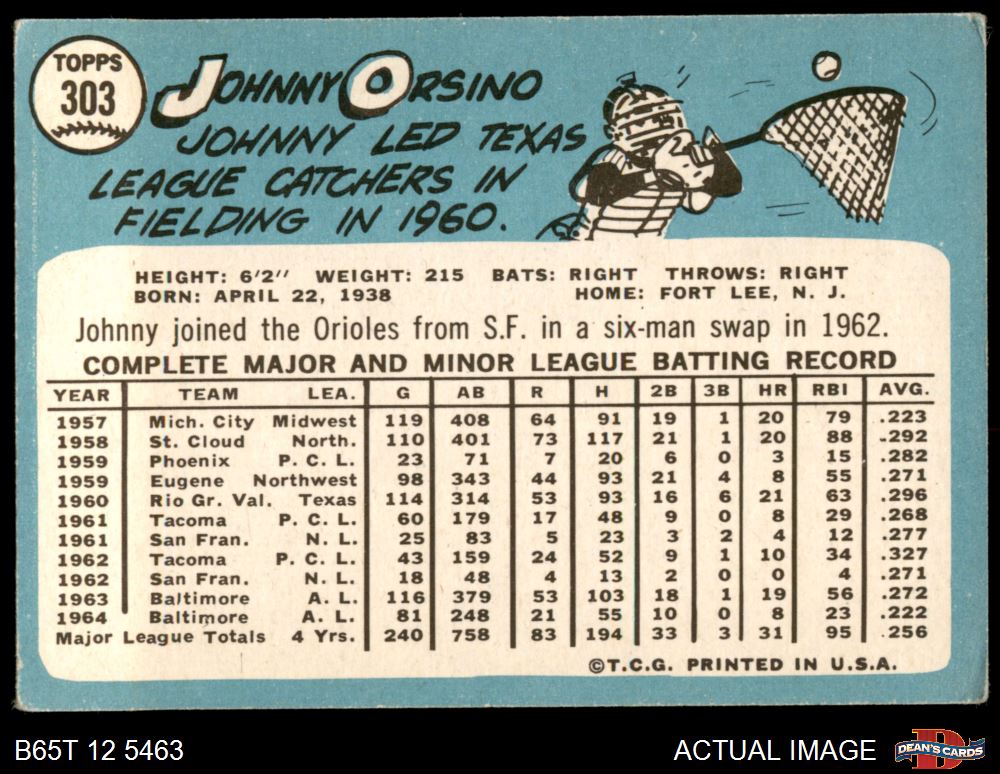 TOPPS
303
JOHNNY ORSINO
JOHNNY LED TEXAS
LEAGUE CATCHERS IN
FIELDING IN 1960.
HEIGHT: 6'2" WEIGHT: 215 BATS: RIGHT THROWS: RIGHT
BORN: APRIL 22, 1938 HOME: FORT LEE, N. J.
Johnny joined the Orioles from S.F. in a six-man swap in 1962.
COMPLETE MAJOR AND MINOR LEAGUE BATTING RECORD
YEAR TEAM LEA. G AB R H 2B 3B HR RBI AVG.
1957 Mich. City Midwest 119 408 64 91 19 1 20 79 .223
1958 St. Cloud North. 110 401 73 117 21 1 20 88 .292
1959 Phoenix P. C. L. 23 71 7 20 6 0 3 15 .282
1959 Eugene Northwest 98 343 44 93 21 4 8 55 .271
1960 Rio Gr. Val. Texas 114 314 53 93 16 6 21 63 .296
1961 Tacoma P. C. L. 60 179 17 48 9 0 8 29 .268
1961 San Fran. N. L. 25 83 5 23 3 2 4 12 .277
1962 Tacoma P. C. L. 43 159 24 52 9 1 10 34 .327
1962 San Fran. N. L. 18 48 4 13 2 0 0 4 .271
1963 Baltimore A. L. 116 379 53 103 18 1 19 56 .272
1964 Baltimore A. L. 81 248 21 55 10 0 8 23 .222
Major League Totals 4 Yrs. 240 758 83 194 33 3 31 95 .256
©T.C.G. PRINTED IN U.S.A.
B65T 12 5463 ACTUAL IMAGE DEAN'S CARDS